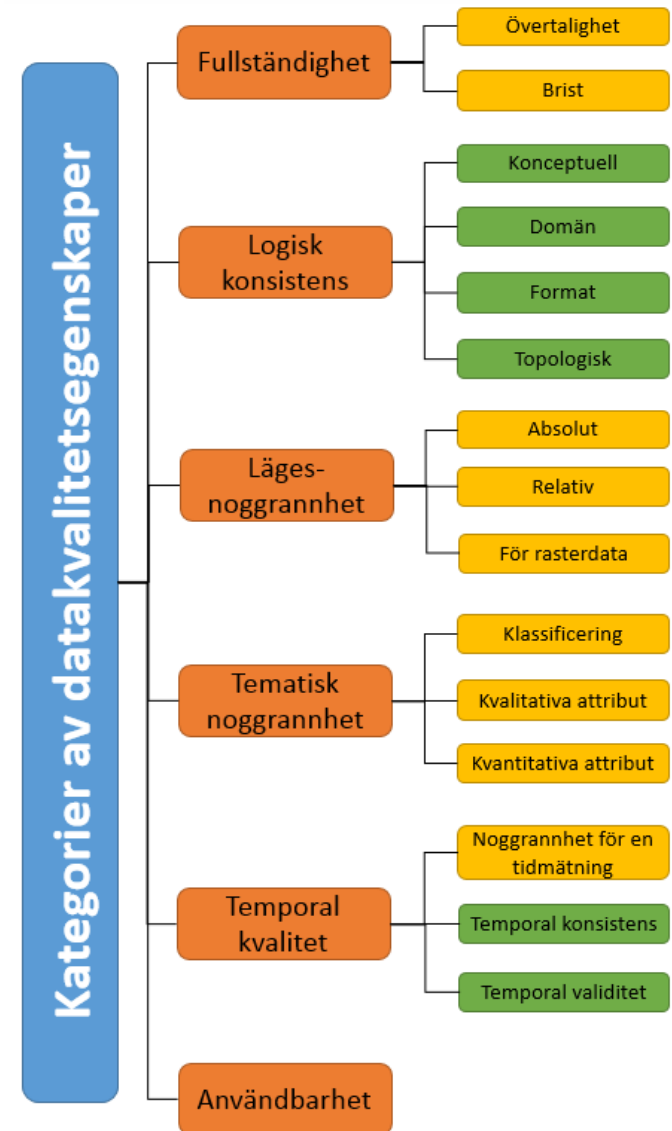 Kategorier av datakvalitetsegenskaper
Fullständighet
Övertalighet
Brist
Logisk
konsistens
Konceptuell
Domän
Format
Topologisk
Läges-
noggrannhet
Absolut
Relativ
För rasterdata
Tematisk
noggrannhet
Klassificering
Kvalitativa attribut
Kvantitativa attribut
Temporal
kvalitet
Noggrannhet för en
tidmätning
Temporal konsistens
Temporal validitet
Användbarhet